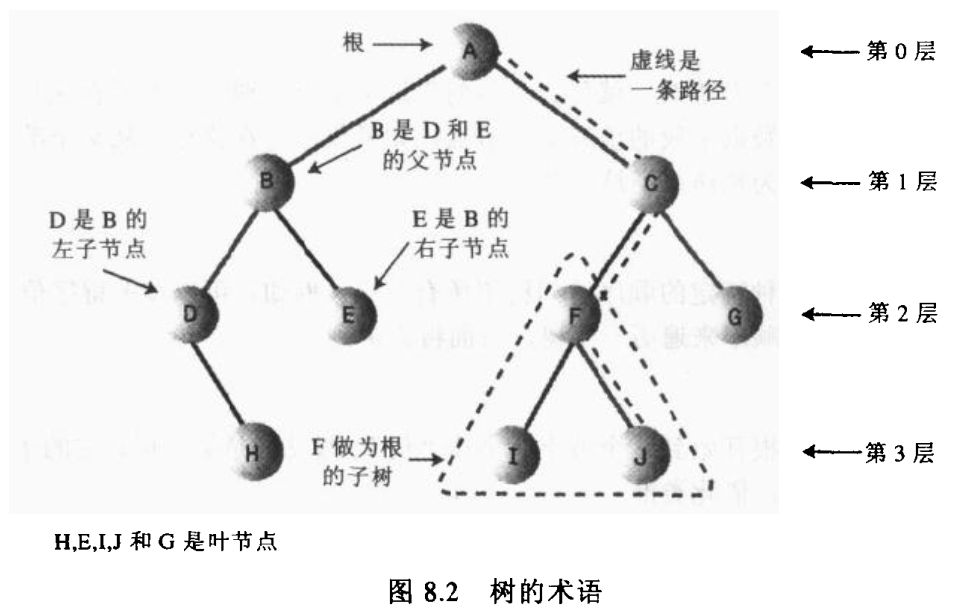 根
A
第 0 层
虚线是
一条路径
B 是 D 和 E
的父节点
B
C
第 1 层
D 是 B 的
左子节点
E 是 B 的
右子节点
D
E
F
G
第 2 层
H
F 做为根
的子树
I
J
第 3 层
H,E,I,J 和 G 是叶节点
图 8.2 树的术语